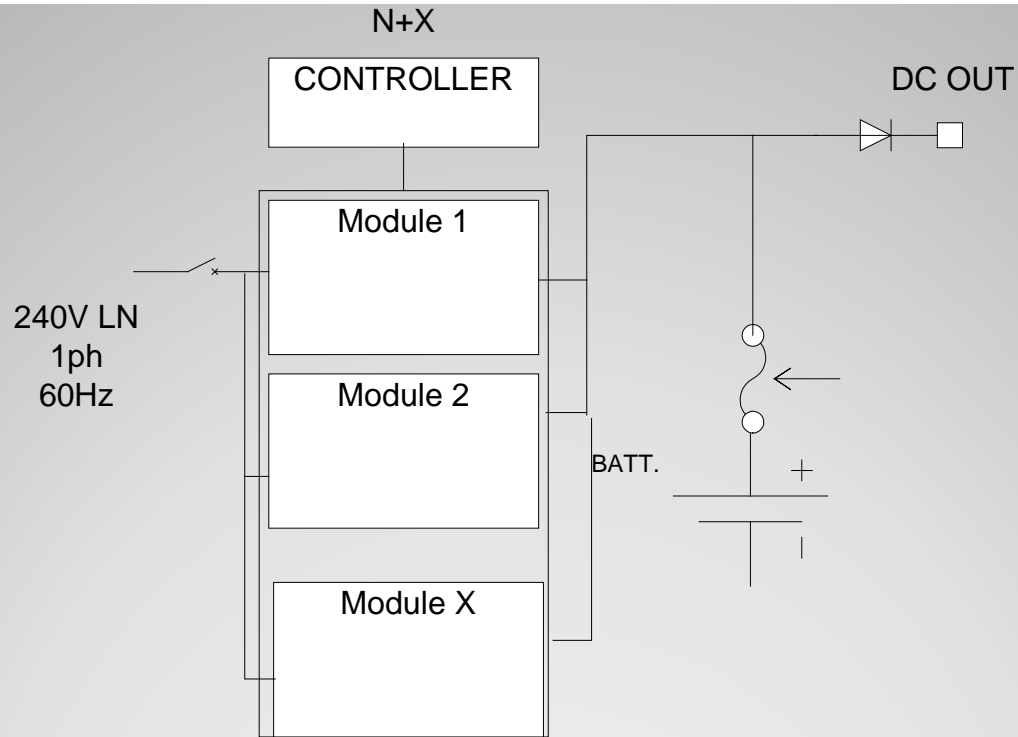 N+X
CONTROLLER
DC OUT
Module 1
240V LN
1ph
60Hz
Module 2
BATT.
+
–
Module X